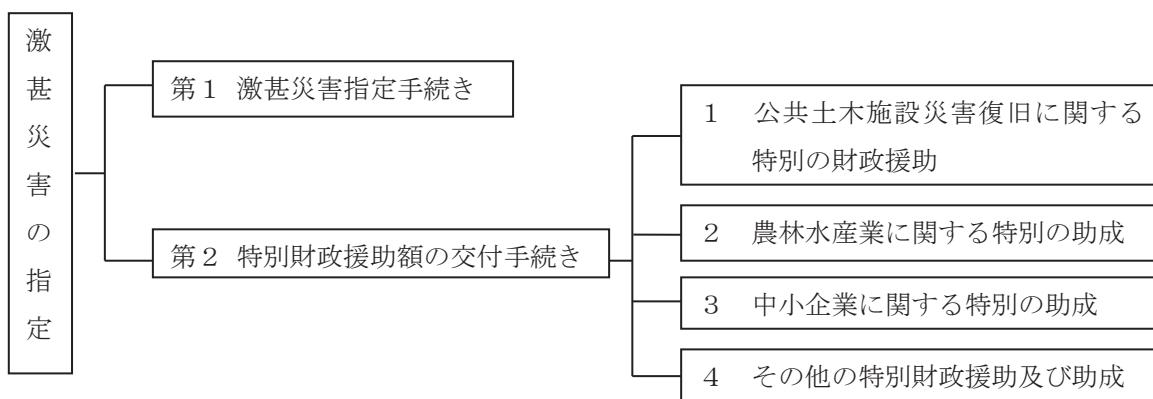 激甚災害の指定
第１ 激甚災害指定手続き
第２ 特別財政援助額の交付手続き
１ 公共土木施設災害復旧に関する
特別の財政援助
２ 農林水産業に関する特別の助成
３ 中小企業に関する特別の助成
４ その他の特別財政援助及び助成